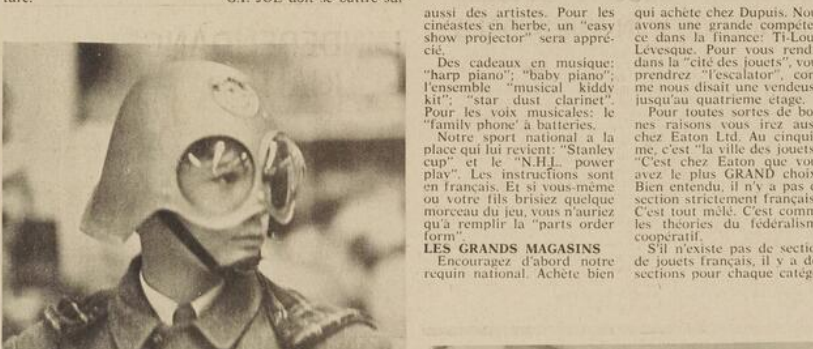 G.I. JOE doit se battre sur
aussi des artistes. Pour les
cinéastes en herbe, un "easy
show projector" sera appré-
cié.
Des cadeaux en musique:
"harp piano"; "baby piano";
l'ensemble "musical kiddy
kit"; "star dust clarinet".
Pour les voix musicales: le
"family phone' à batteries.
Notre sport national a la
place qui lui revient: "Stanley
cup" et le "N.H.L. power
play". Les instructions sont
en français. Et si vous-même
ou votre fils brisiez quelque
morceau du jeu, vous n'auriez
qu'à remplir la "parts order
form".
LES GRANDS MAGASINS
Encouragez d'abord notre
requin national. Achète bien
qui achète chez Dupuis. Nou
avons une grande compéte
ce dans la finance: Ti-Lou
Lévesque. Pour vous rend
dans la "cité des jouets", vou
prendrez "l'escalator", com
me nous disait une vendeus
jusqu'au quatrième étage.
Pour toutes sortes de bo
nes raisons vous irez aus
chez Eaton Ltd. Au cinqui
me, c'est "la ville des jouets
"C'est chez Eaton que vou
avez le plus GRAND choix
Bien entendu, il n'y a pas d
section strictement français
C'est tout mêlé. C'est comm
les théories du fédéralism
coopératif.
S'il n'existe pas de sectio
de jouets français, il y a de
sections pour chaque catég